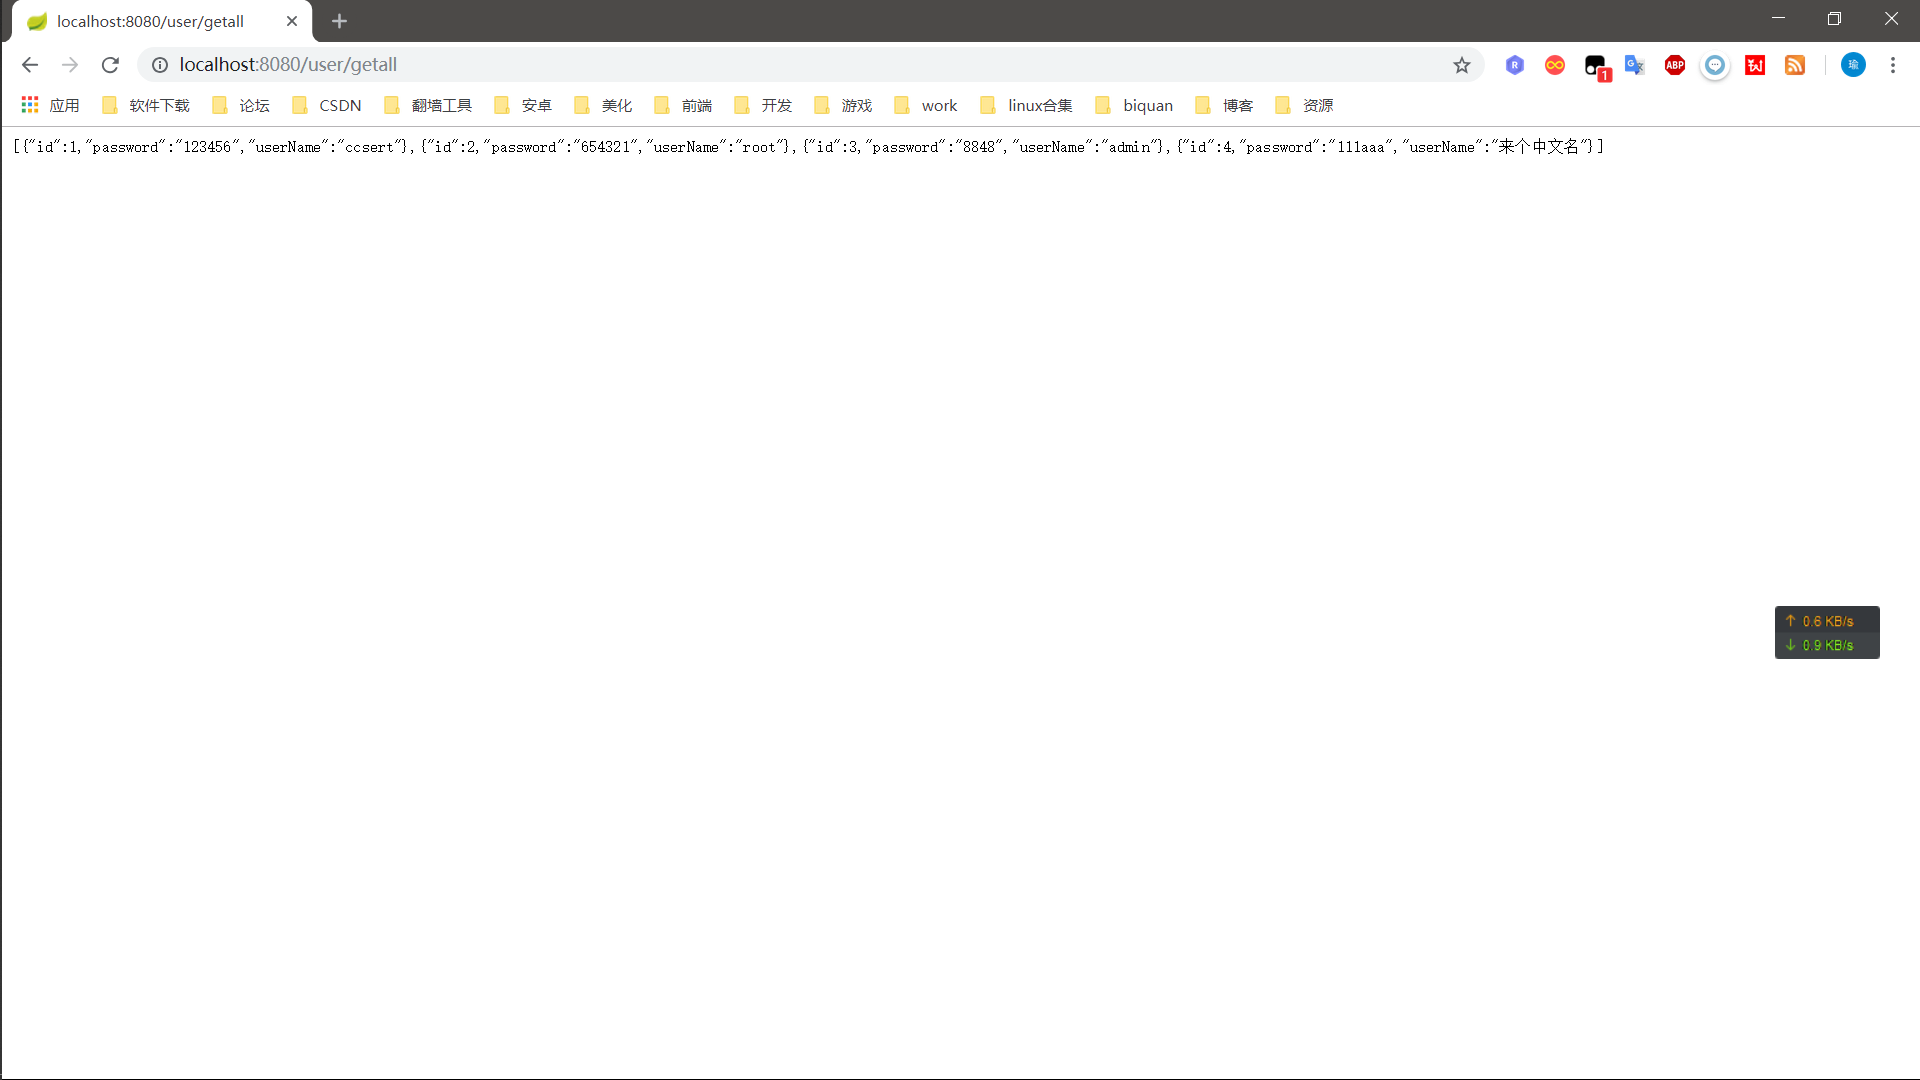 localhost:8080/user/getall
localhost:8080/user/getall
R
1
G
ABP
瑜
应用 软件下载 论坛 CSDN 翻墙工具 安卓 美化 前端 开发 游戏 work linux合集 biquan 博客 资源
[{"id":1,"password":"123456","userName":"ccsert"},{"id":2,"password":"654321","userName":"root"},{"id":3,"password":"8848","userName":"admin"},{"id":4,"password":"111aaa","userName":"来个中文名"}]
↑ 0.6 KB/s
↓ 0.9 KB/s